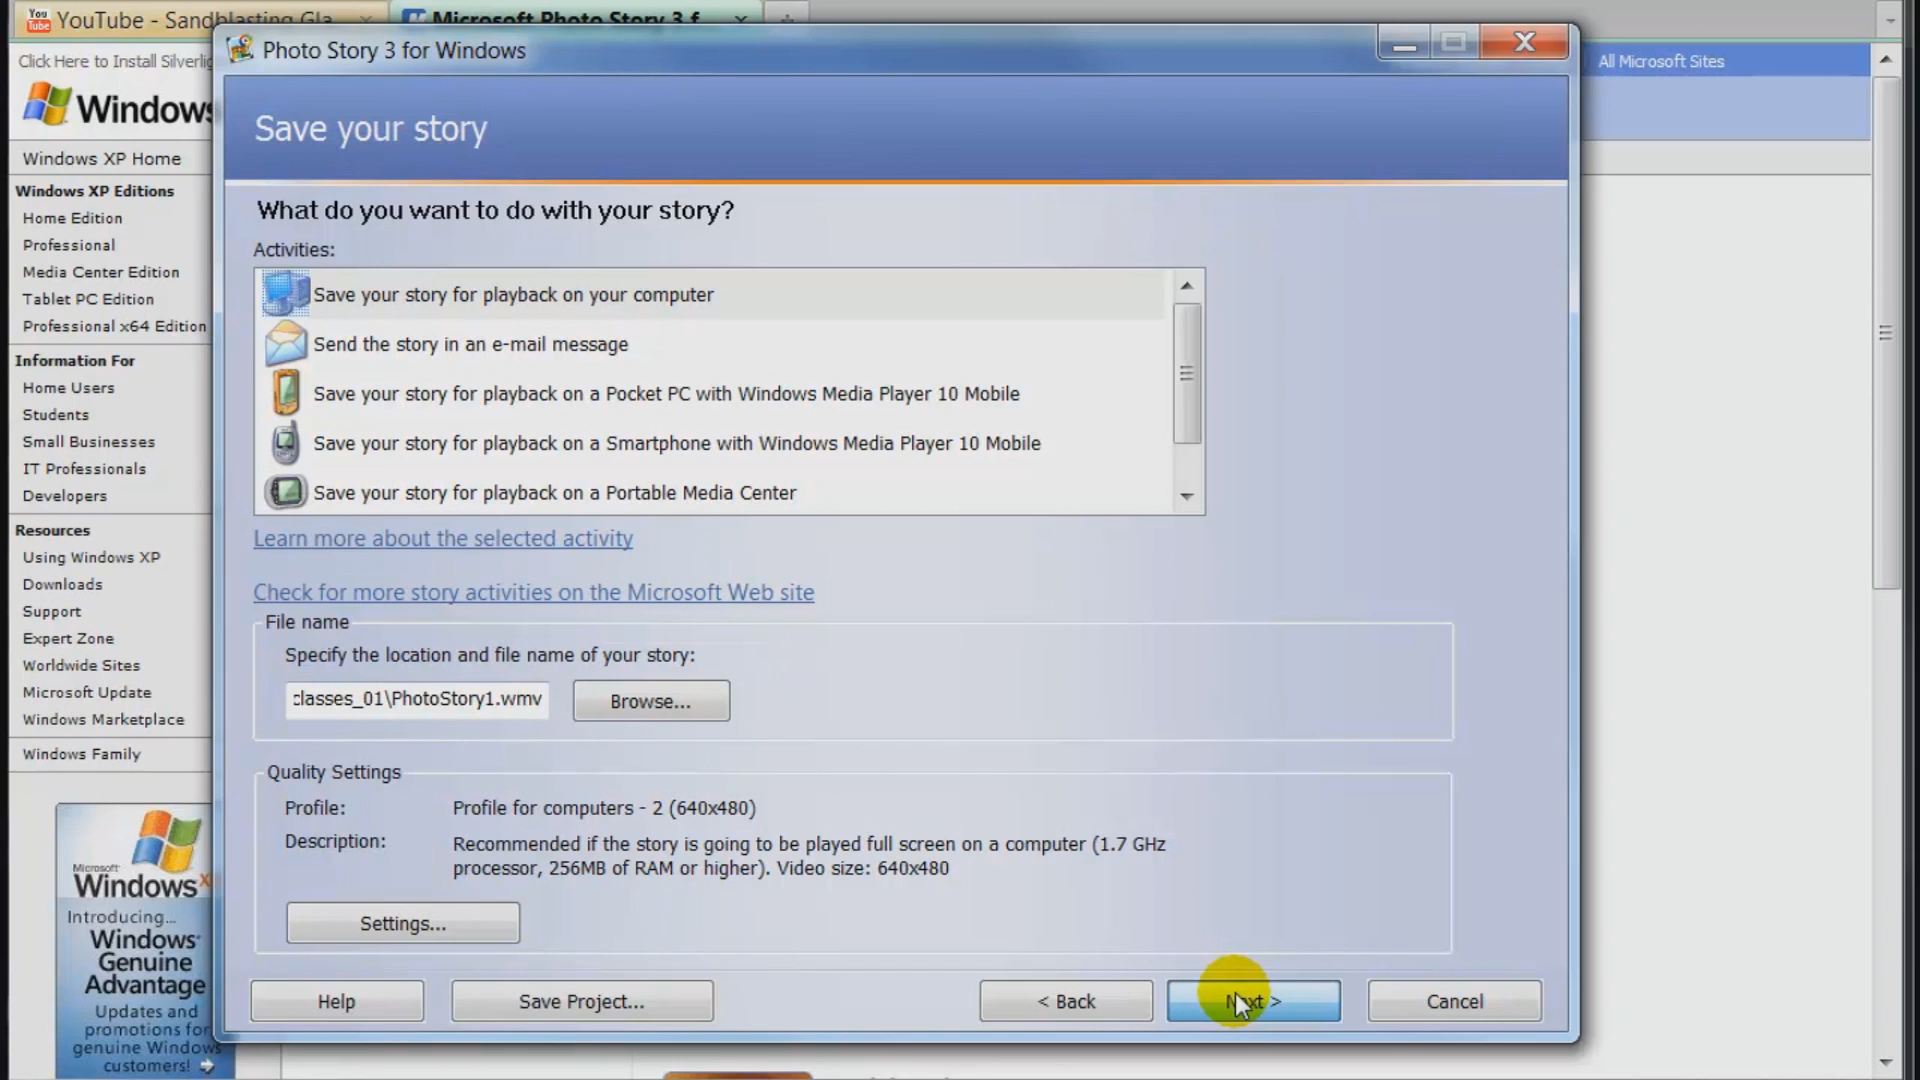 YouTube - Sandblasting Gla
Microsoft Photo Story 3 f
Photo Story 3 for Windows
Click Here to Install Silverlig
All Microsoft Sites
Windows
Save your story
Windows XP Home
Windows XP Editions
Home Edition
Professional
Media Center Edition
Tablet PC Edition
Professional x64 Edition
Information For
Home Users
Students
Small Businesses
IT Professionals
Developers
Resources
Using Windows XP
Downloads
Support
Expert Zone
Worldwide Sites
Microsoft Update
Windows Marketplace
Windows Family
Microsoft
Windows X
Introducing...
Windows
Genuine
Advantage
Updates and
promotions for
genuine Windows
customers!
What do you want to do with your story?
Activities:
Save your story for playback on your computer
Send the story in an e-mail message
Save your story for playback on a Pocket PC with Windows Media Player 10 Mobile
Save your story for playback on a Smartphone with Windows Media Player 10 Mobile
Save your story for playback on a Portable Media Center
Learn more about the selected activity
Check for more story activities on the Microsoft Web site
File name
Specify the location and file name of your story:
classes_01\PhotoStory1.wmv
Browse...
Quality Settings
Profile: Profile for computers - 2 (640x480)
Description: Recommended if the story is going to be played full screen on a computer (1.7 GHz
processor, 256MB of RAM or higher). Video size: 640x480
Settings...
Help
Save Project...
< Back
Next >
Cancel